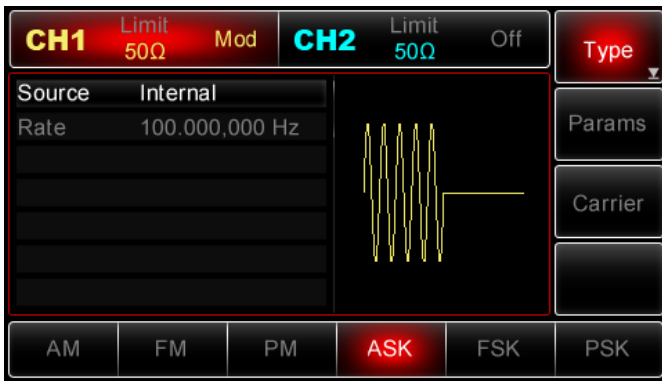 CH1 Limit 50Ω Mod CH2 Limit 50Ω Off Type
Source Internal
Rate 100.000,000 Hz
Params
Carrier
AM FM PM ASK FSK PSK